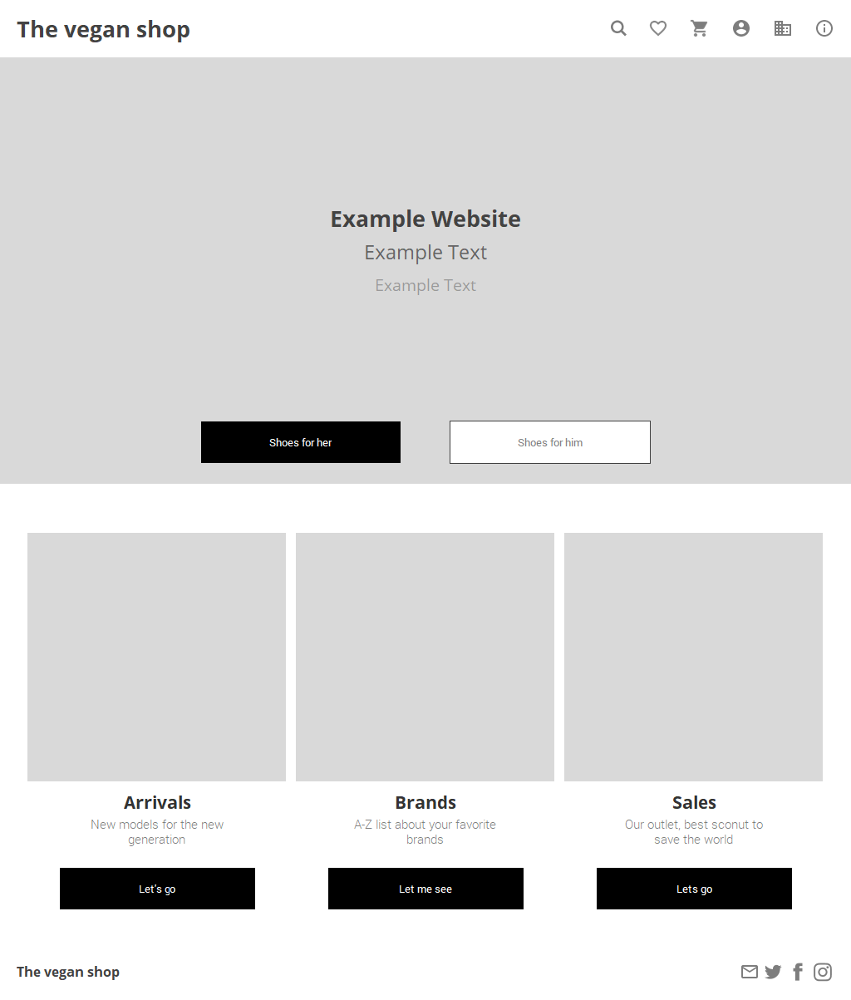 The vegan shop
Example Website
Example Text
Example Text
Shoes for her
Shoes for him
Arrivals
New models for the new
generation
Let's go
Brands
A-Z list about your favorite
brands
Let me see
Sales
Our outlet, best sconut to
save the world
Lets go
The vegan shop